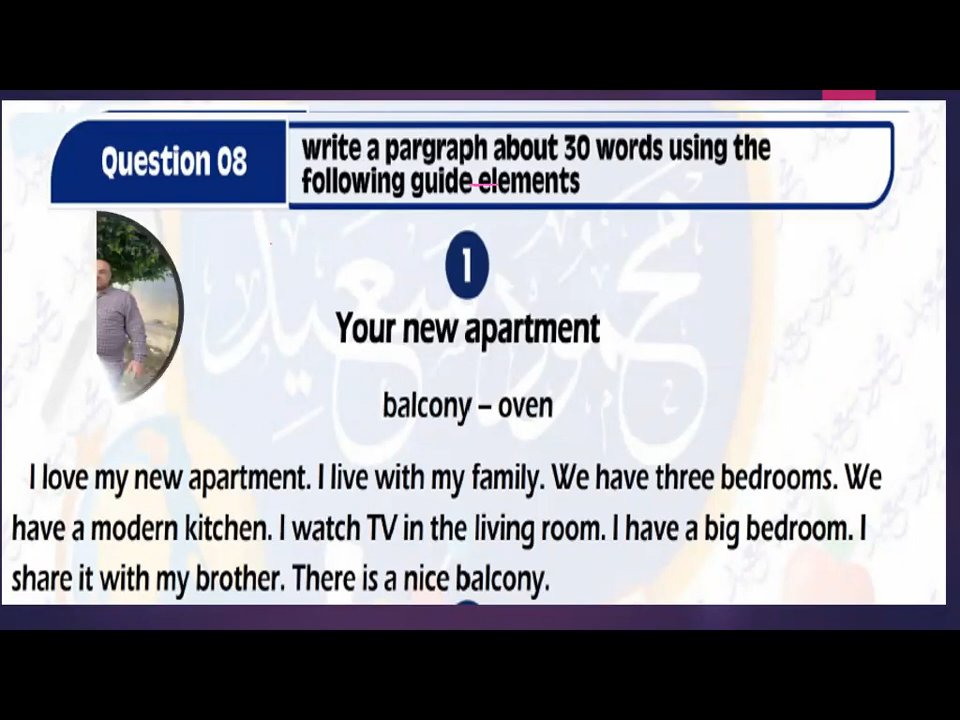 Question 08
write a pargraph about 30 words using the
following guide elements
1
Your new apartment
balcony – oven
I love my new apartment. I live with my family. We have three bedrooms. We
have a modern kitchen. I watch TV in the living room. I have a big bedroom. I
share it with my brother. There is a nice balcony.